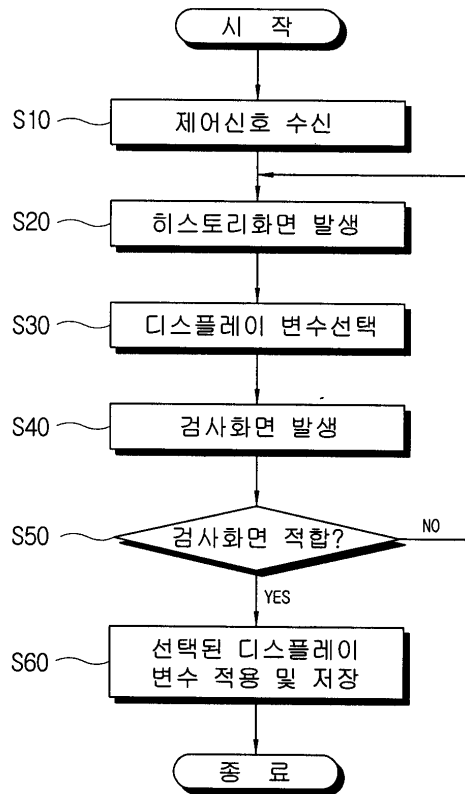 시 작
S10
제어신호 수신
S20
히스토리화면 발생
S30
디스플레이 변수선택
S40
검사화면 발생
S50
검사화면 적합?
NO
YES
S60
선택된 디스플레이
변수 적용 및 저장
종 료